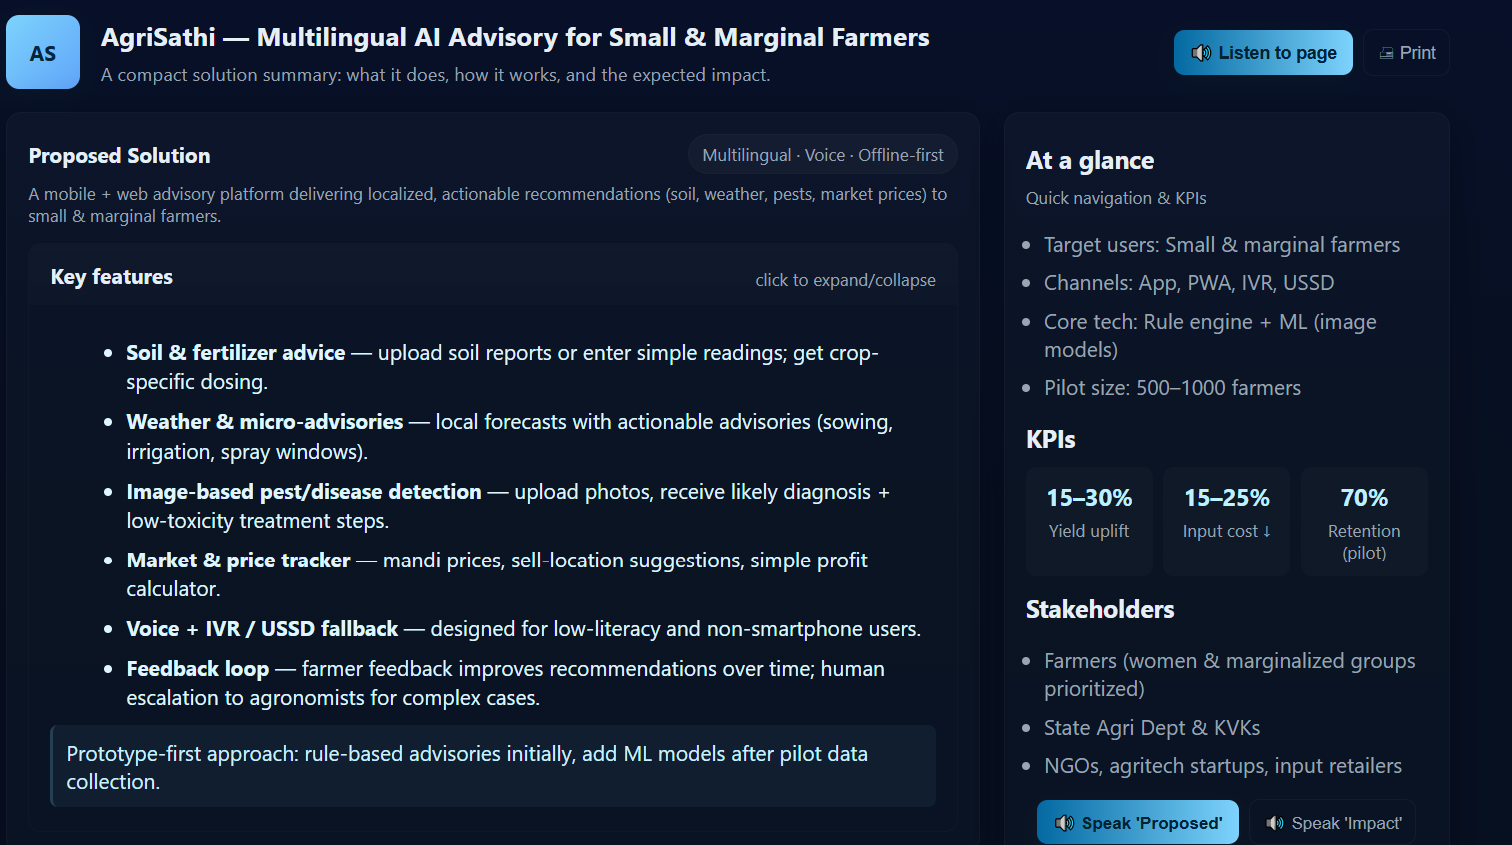 AS
AgriSathi — Multilingual AI Advisory for Small & Marginal Farmers
A compact solution summary: what it does, how it works, and the expected impact.
Listen to page
Print
Proposed Solution
Multilingual · Voice · Offline-first
A mobile + web advisory platform delivering localized, actionable recommendations (soil, weather, pests, market prices) to
small & marginal farmers.
Key features
click to expand/collapse
• Soil & fertilizer advice — upload soil reports or enter simple readings; get crop-
specific dosing.
• Weather & micro-advisories — local forecasts with actionable advisories (sowing,
irrigation, spray windows).
• Image-based pest/disease detection — upload photos, receive likely diagnosis +
low-toxicity treatment steps.
• Market & price tracker — mandi prices, sell-location suggestions, simple profit
calculator.
• Voice + IVR / USSD fallback — designed for low-literacy and non-smartphone users.
• Feedback loop — farmer feedback improves recommendations over time; human
escalation to agronomists for complex cases.
Prototype-first approach: rule-based advisories initially, add ML models after pilot data
collection.
At a glance
Quick navigation & KPIs
• Target users: Small & marginal farmers
• Channels: App, PWA, IVR, USSD
• Core tech: Rule engine + ML (image
models)
• Pilot size: 500–1000 farmers
KPIs
15–30%
Yield uplift
15–25%
Input cost ↓
70%
Retention
(pilot)
Stakeholders
• Farmers (women & marginalized groups
prioritized)
• State Agri Dept & KVKs
• NGOs, agritech startups, input retailers
Speak 'Proposed'
Speak 'Impact'